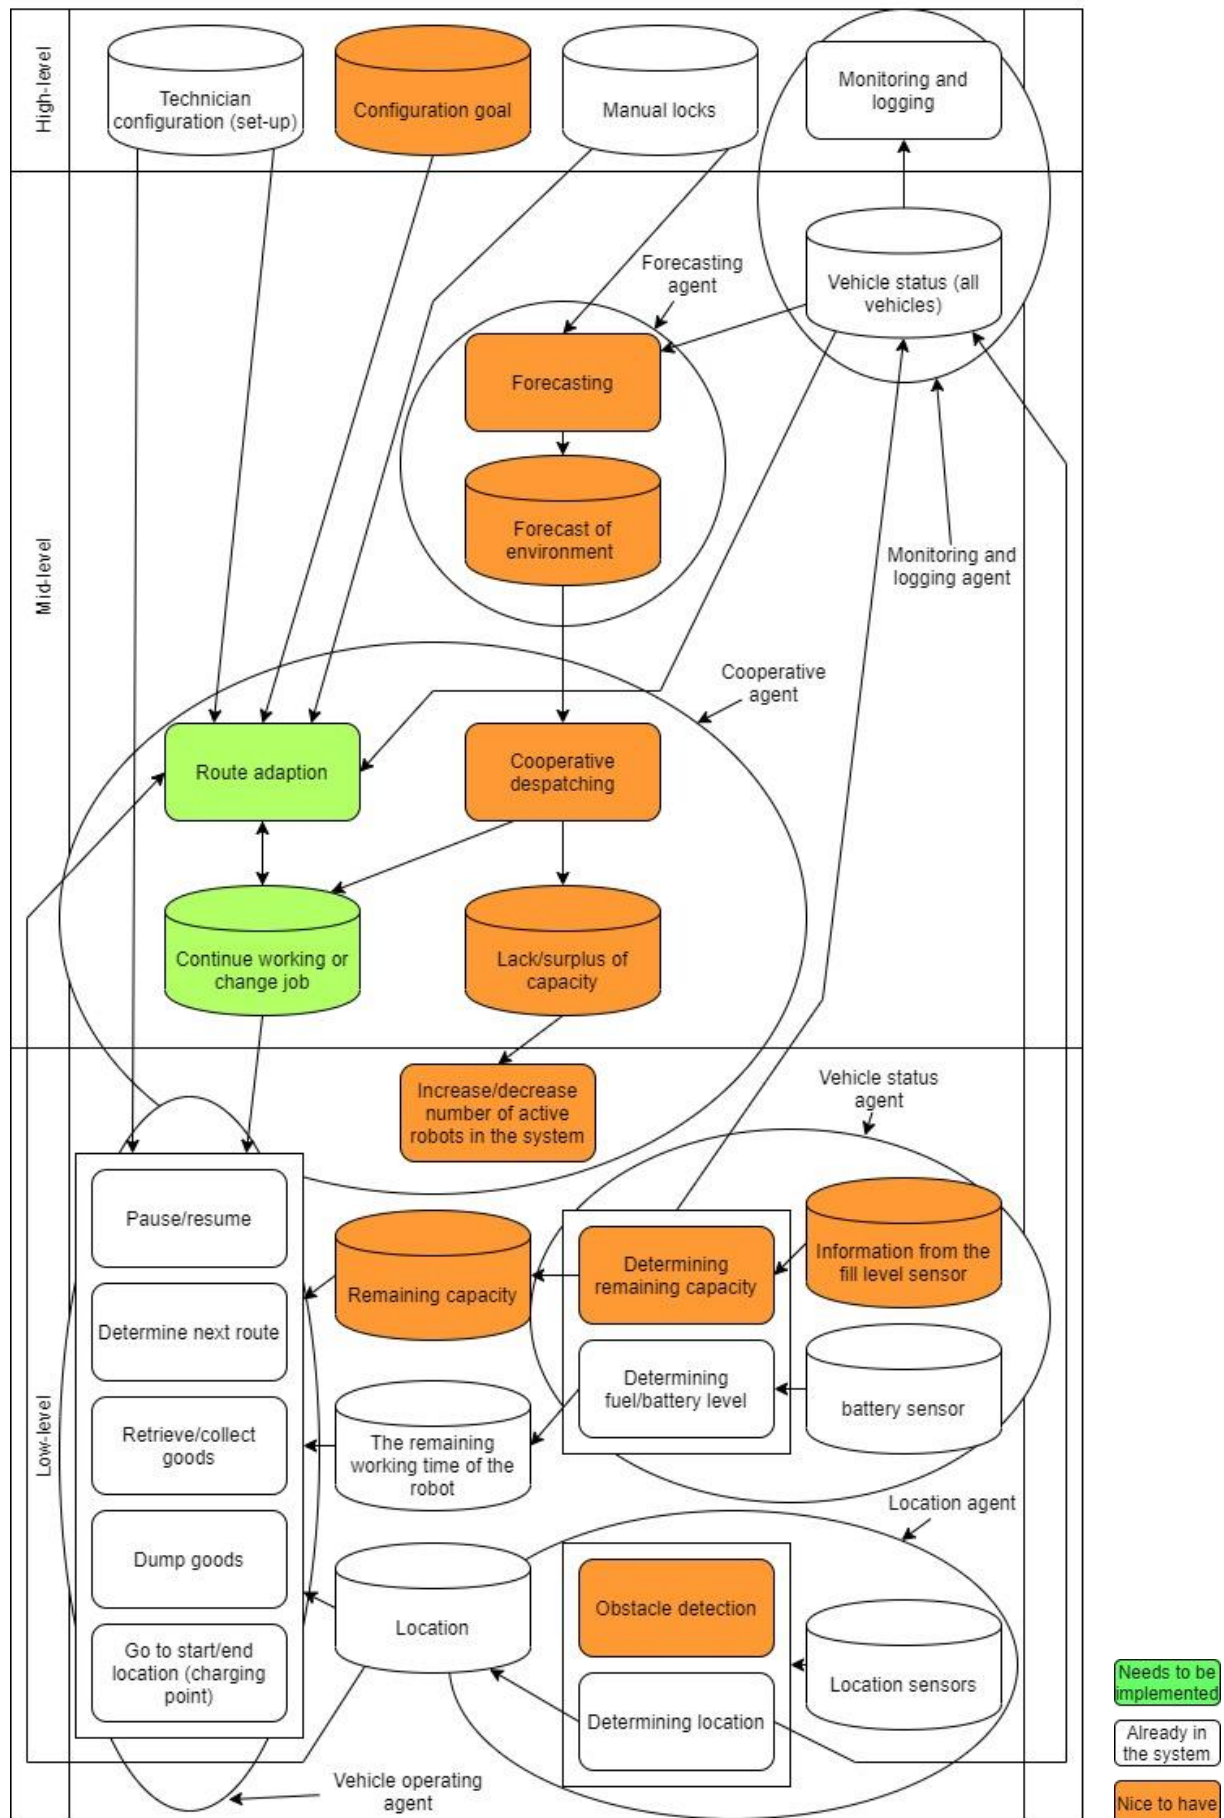 High-level
Technician
configuration (set-up)
Configuration goal
Manual locks
Monitoring and
logging
Mid-level
Vehicle status (all
vehicles)
Forecasting
agent
Forecasting
Forecast of
environment
Monitoring and
logging agent
Cooperative
agent
Route adaption
Cooperative
despatching
Continue working or
change job
Lack/surplus of
capacity
Low-level
Increase/decrease
number of active
robots in the system
Vehicle status
agent
Pause/resume
Determine next route
Retrieve/collect
goods
Dump goods
Go to start/end
location (charging
point)
Remaining capacity
The remaining
working time of the
robot
Location
Determining
remaining capacity
Determining
fuel/battery level
Information from the
fill level sensor
battery sensor
Location agent
Obstacle detection
Determining location
Location sensors
Vehicle operating
agent
Needs to be
implemented
Already in
the system
Nice to have